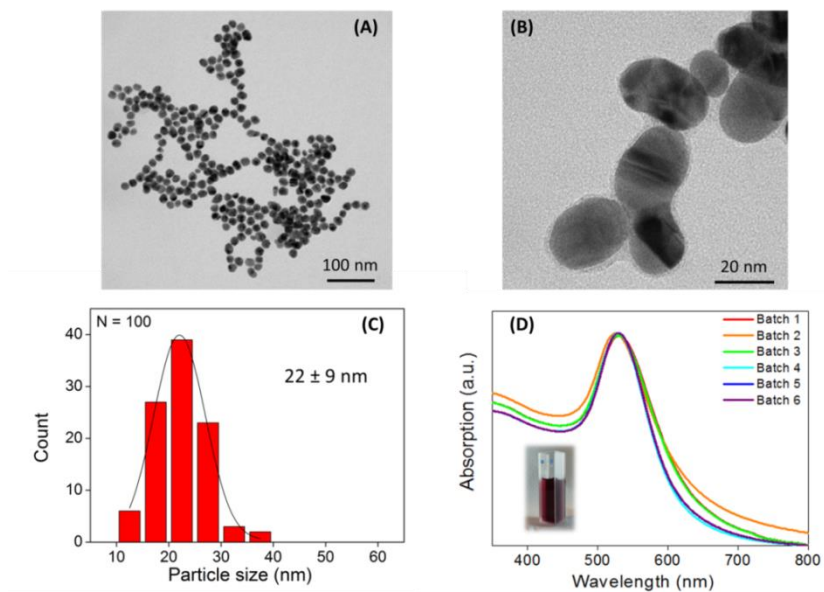 (A)
100 nm
(B)
20 nm
N = 100
(C)
22 ± 9 nm
40
30
20
10
0
Count
10 20 30 40 50 60
Particle size (nm)
(D)
Batch 1
Batch 2
Batch 3
Batch 4
Batch 5
Batch 6
Absorption (a.u.)
400 500 600 700 800
Wavelength (nm)